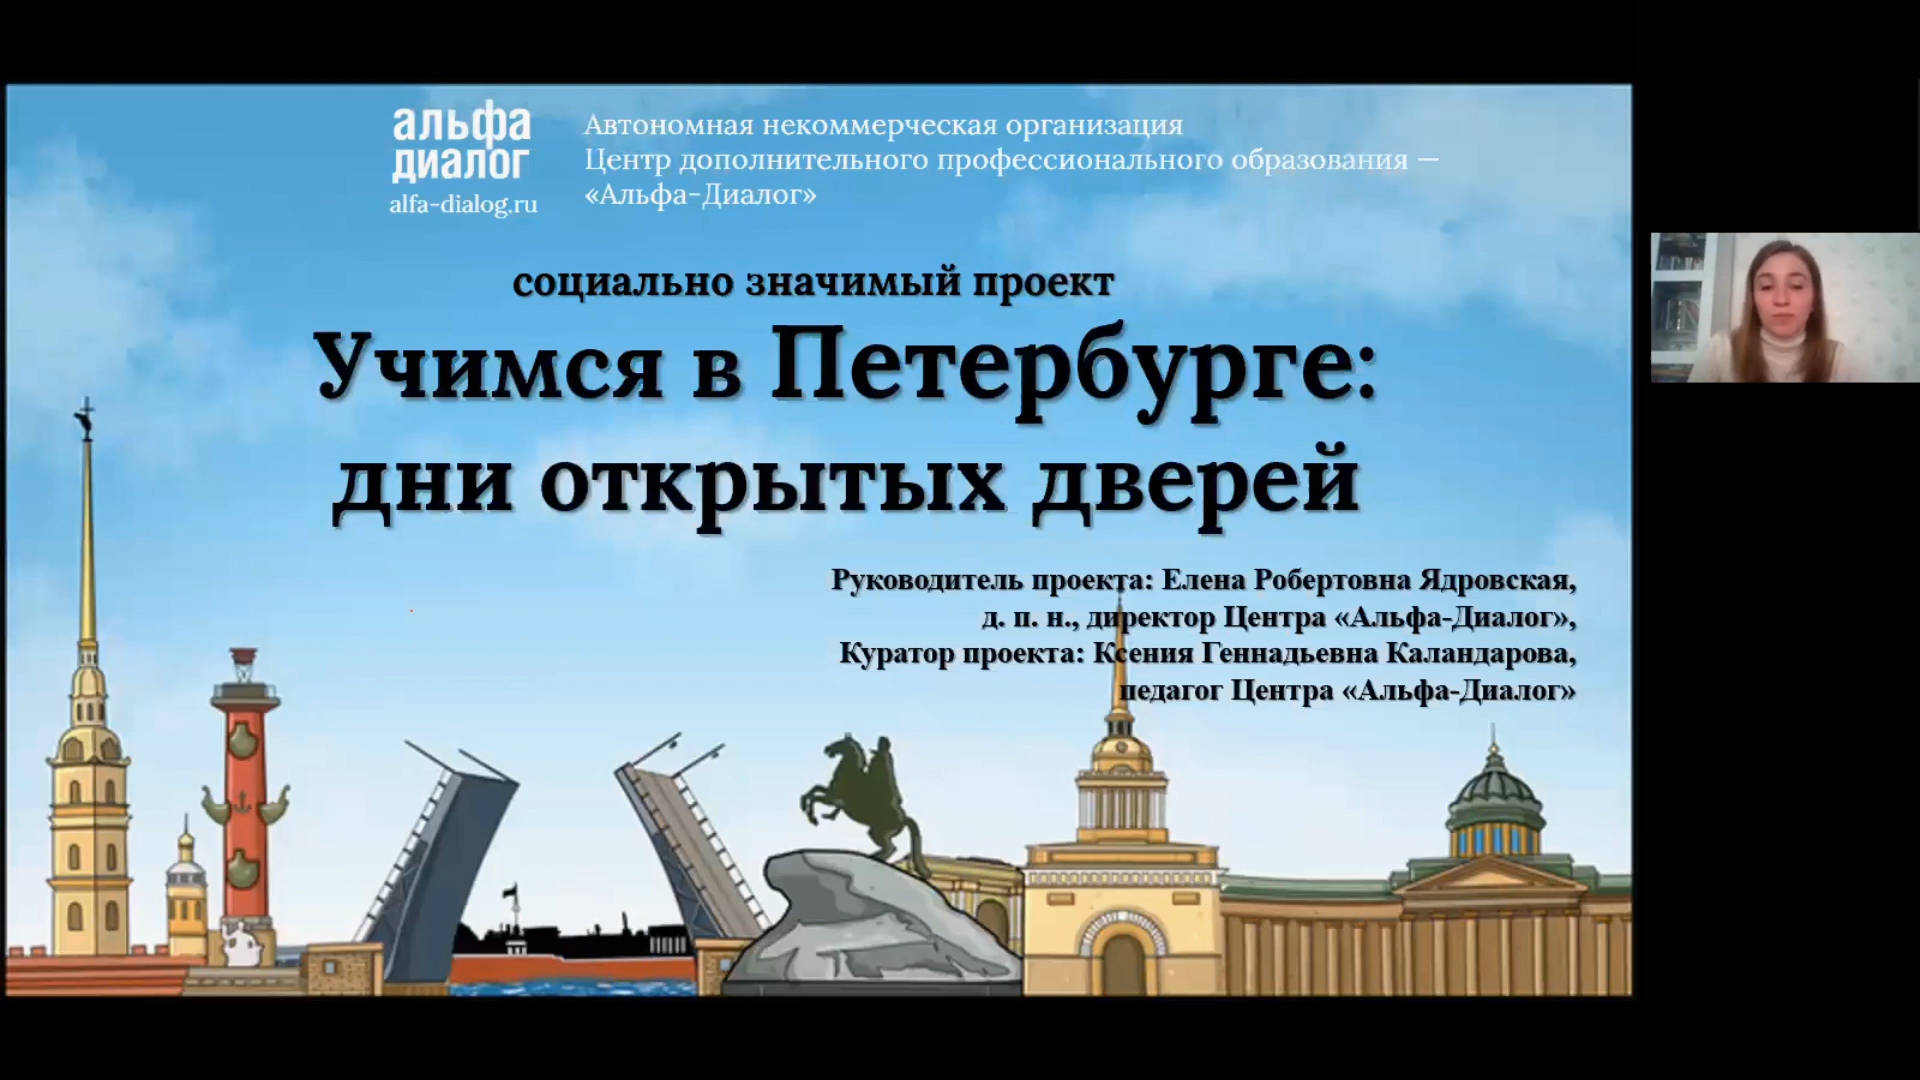 альфа
диалог
alfa-dialog.ru
Автономная некоммерческая организация
Центр дополнительного профессионального образования —
«Альфа-Диалог»
социально значимый проект
Учимся в Петербурге:
дни открытых дверей
Руководитель проекта: Елена Робертовна Ядровская,
д. п. н., директор Центра «Альфа-Диалог»,
Куратор проекта: Ксения Геннадьевна Каландарова,
педагог Центра «Альфа-Диалог»